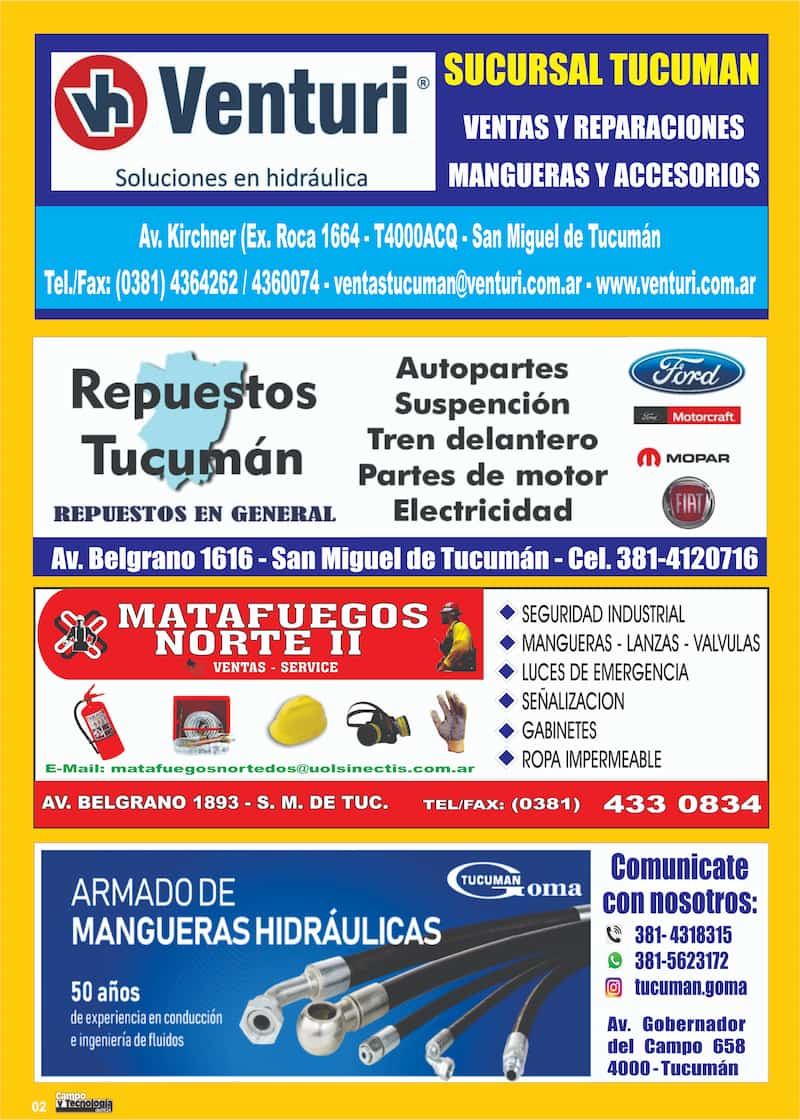 vh Venturi®
Soluciones en hidráulica
SUCURSAL TUCUMAN
VENTAS Y REPARACIONES
MANGUERAS Y ACCESORIOS
Av. Kirchner (Ex. Roca 1664 - T4000ACQ - San Miguel de Tucumán
Tel./Fax: (0381) 4364262 / 4360074 - ventastucuman@venturi.com.ar - www.venturi.com.ar
Repuestos
Tucumán
REPUESTOS EN GENERAL
Autopartes
Suspención
Tren delantero
Partes de motor
Electricidad
Ford
Ford Motorcraft
MOPAR
FIAT
Av. Belgrano 1616 - San Miguel de Tucumán - Cel. 381-4120716
MATAFUEGOS
NORTE II
VENTAS - SERVICE
E-Mail: matafuegosnortedos@uolsinectis.com.ar
SEGURIDAD INDUSTRIAL
MANGUERAS - LANZAS - VALVULAS
LUCES DE EMERGENCIA
SEÑALIZACION
GABINETES
ROPA IMPERMEABLE
AV. BELGRANO 1893 - S. M. DE TUC. TEL/FAX: (0381) 433 0834
ARMADO DE
MANGUERAS HIDRÁULICAS
50 años
de experiencia en conducción
e ingeniería de fluidos
TUCUMAN
Goma
Comunicate
con nosotros:
381- 4318315
381-5623172
tucuman.goma
Av. Gobernador
del Campo 658
4000 - Tucumán
02
Campo
y Tecnología